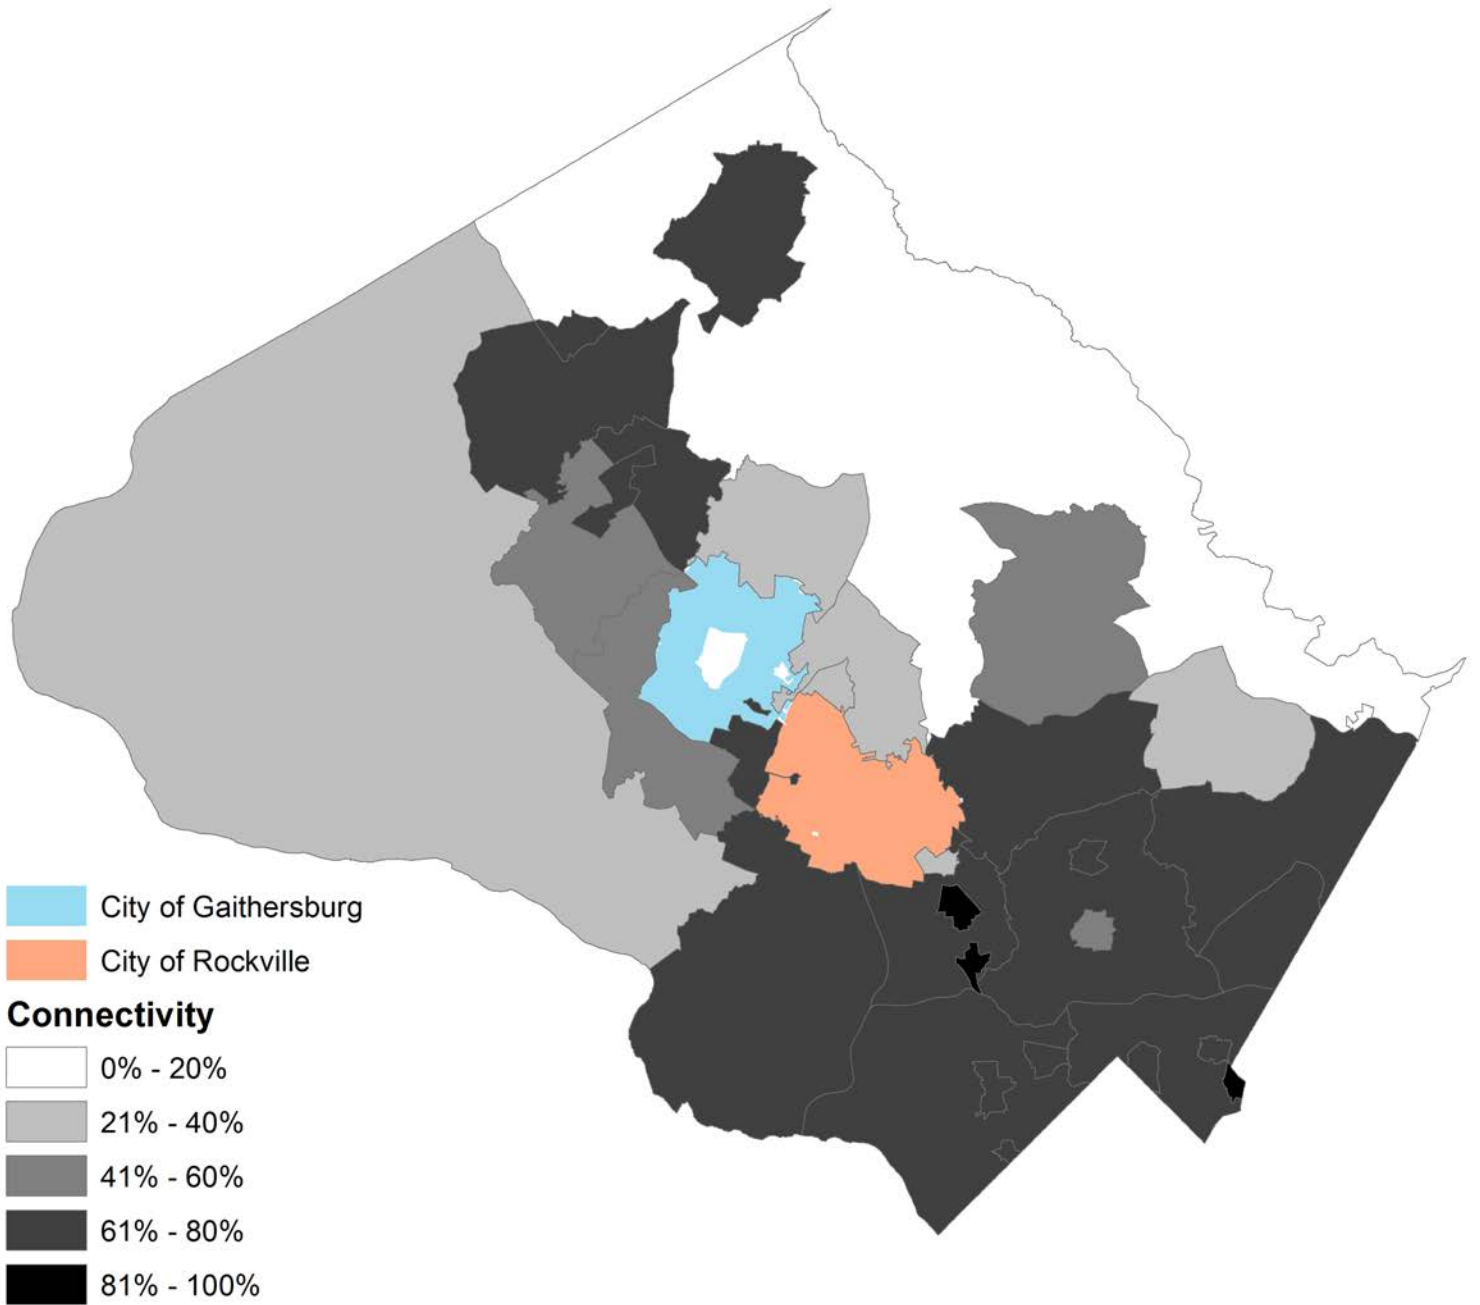 City of Gaithersburg
City of Rockville
Connectivity
0% - 20%
21% - 40%
41% - 60%
61% - 80%
81% - 100%